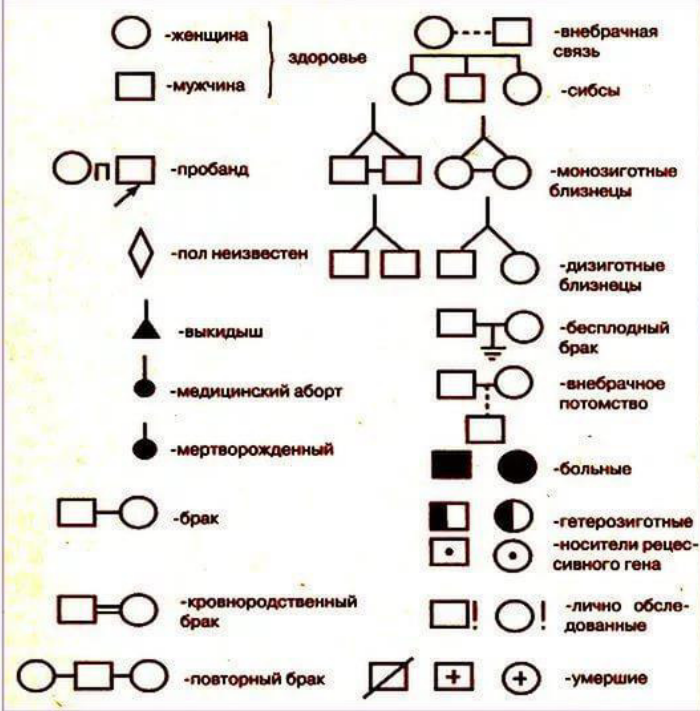 -женщина
-мужчина
здоровье
П
-пробанд
-пол неизвестен
-выкидыш
-медицинский аборт
-мертворожденный
-брак
-кровнородственный
брак
-повторный брак
-внебрачная
связь
-сибсы
-монозиготные
близнецы
-дизиготные
близнецы
-бесплодный
брак
-внебрачное
потомство
-больные
-гетерозиготные
-носители рецес-
сивного гена
! !
-лично обсле-
дованные
+ +
-умершие